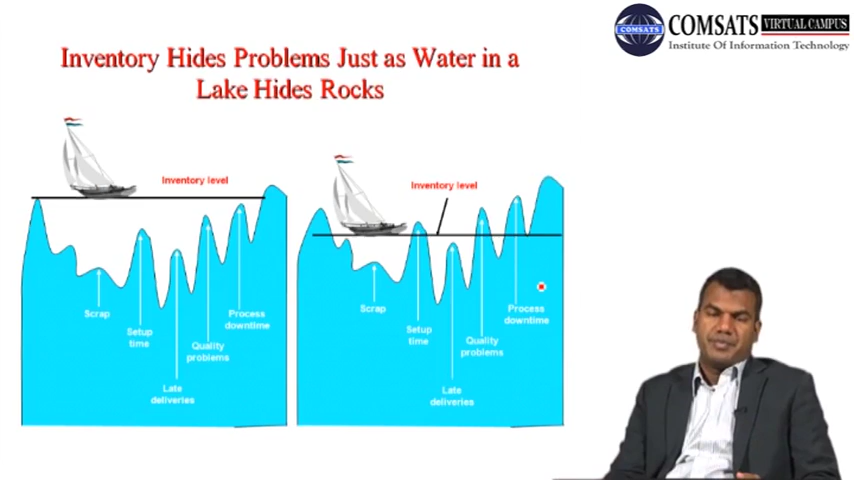 COMSATS VIRTUAL CAMPUS
COMSATS
Institute Of Information Technology
Inventory Hides Problems Just as Water in a
Lake Hides Rocks
Inventory level
Scrap
Setup
time
Late
deliveries
Quality
problems
Process
downtime
Inventory level
Scrap
Setup
time
Late
deliveries
Quality
problems
Process
downtime